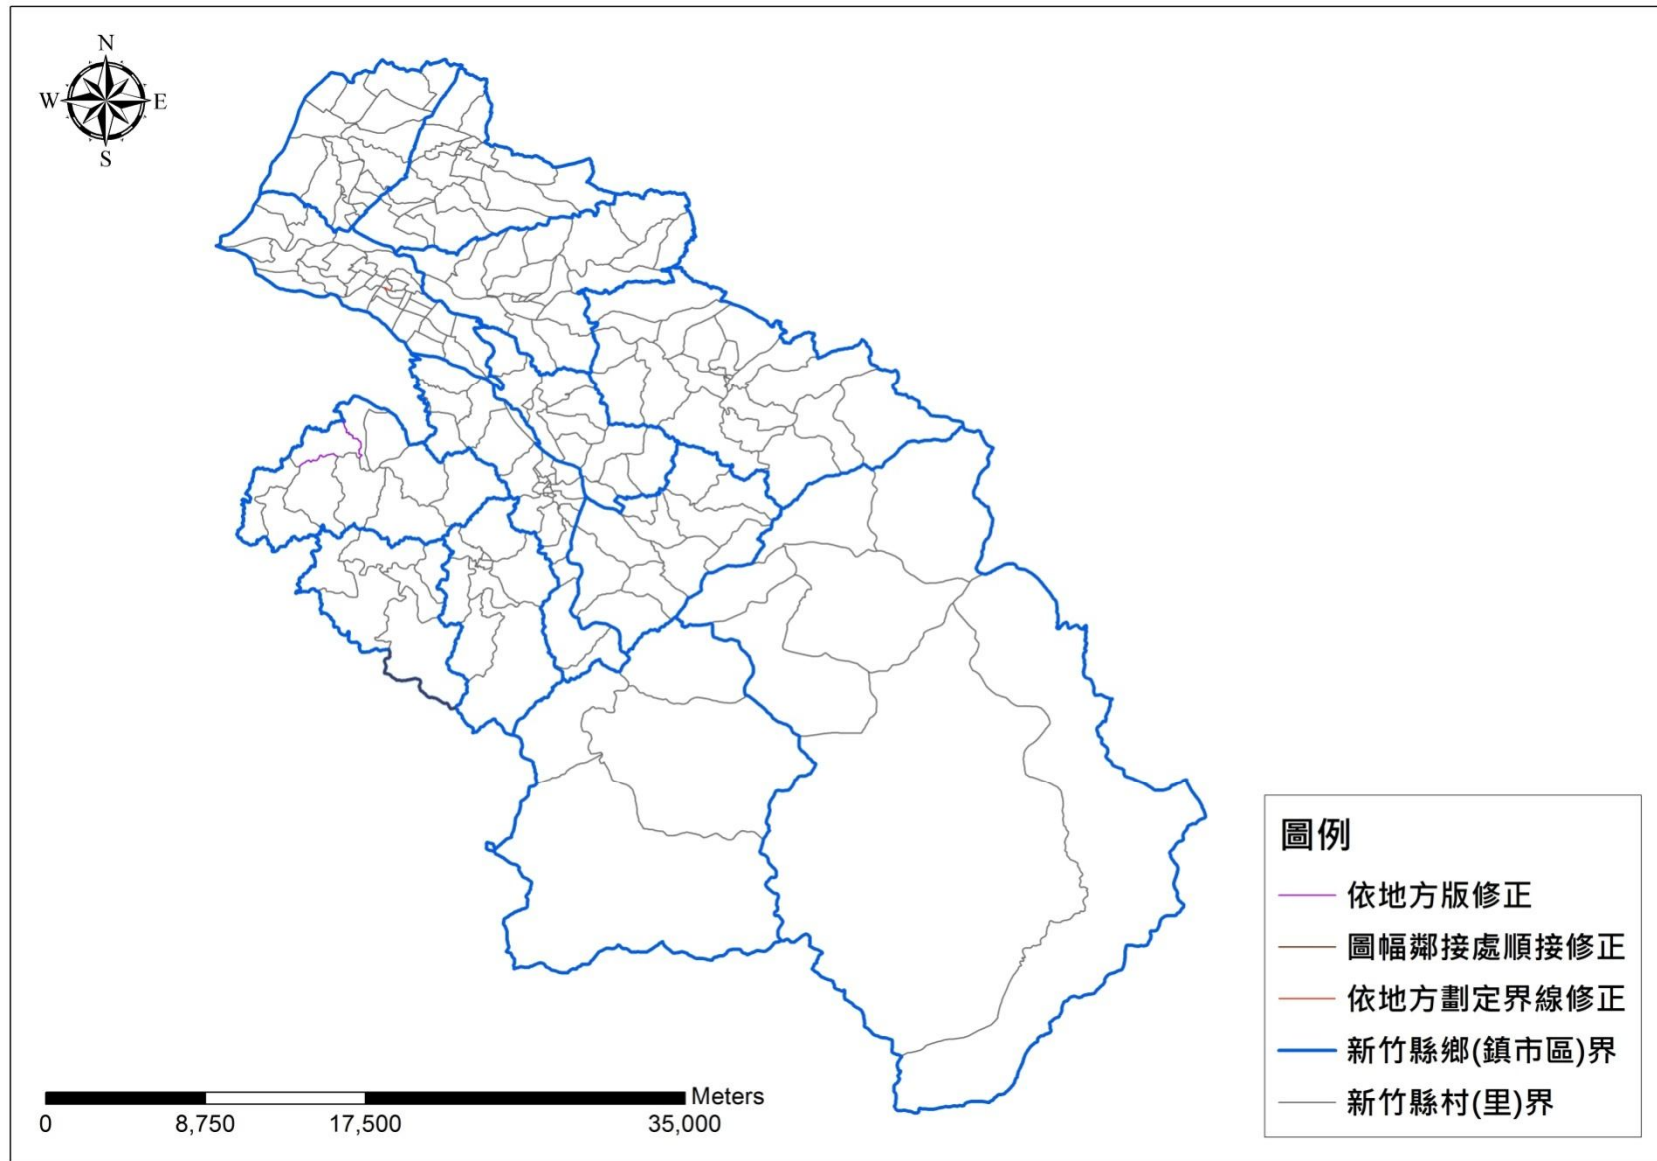 N
W E
S
圖例
依地方版修正
圖幅鄰接處順接修正
依地方劃定界線修正
新竹縣鄉(鎮市區)界
新竹縣村(里)界
Meters
0 8,750 17,500 35,000